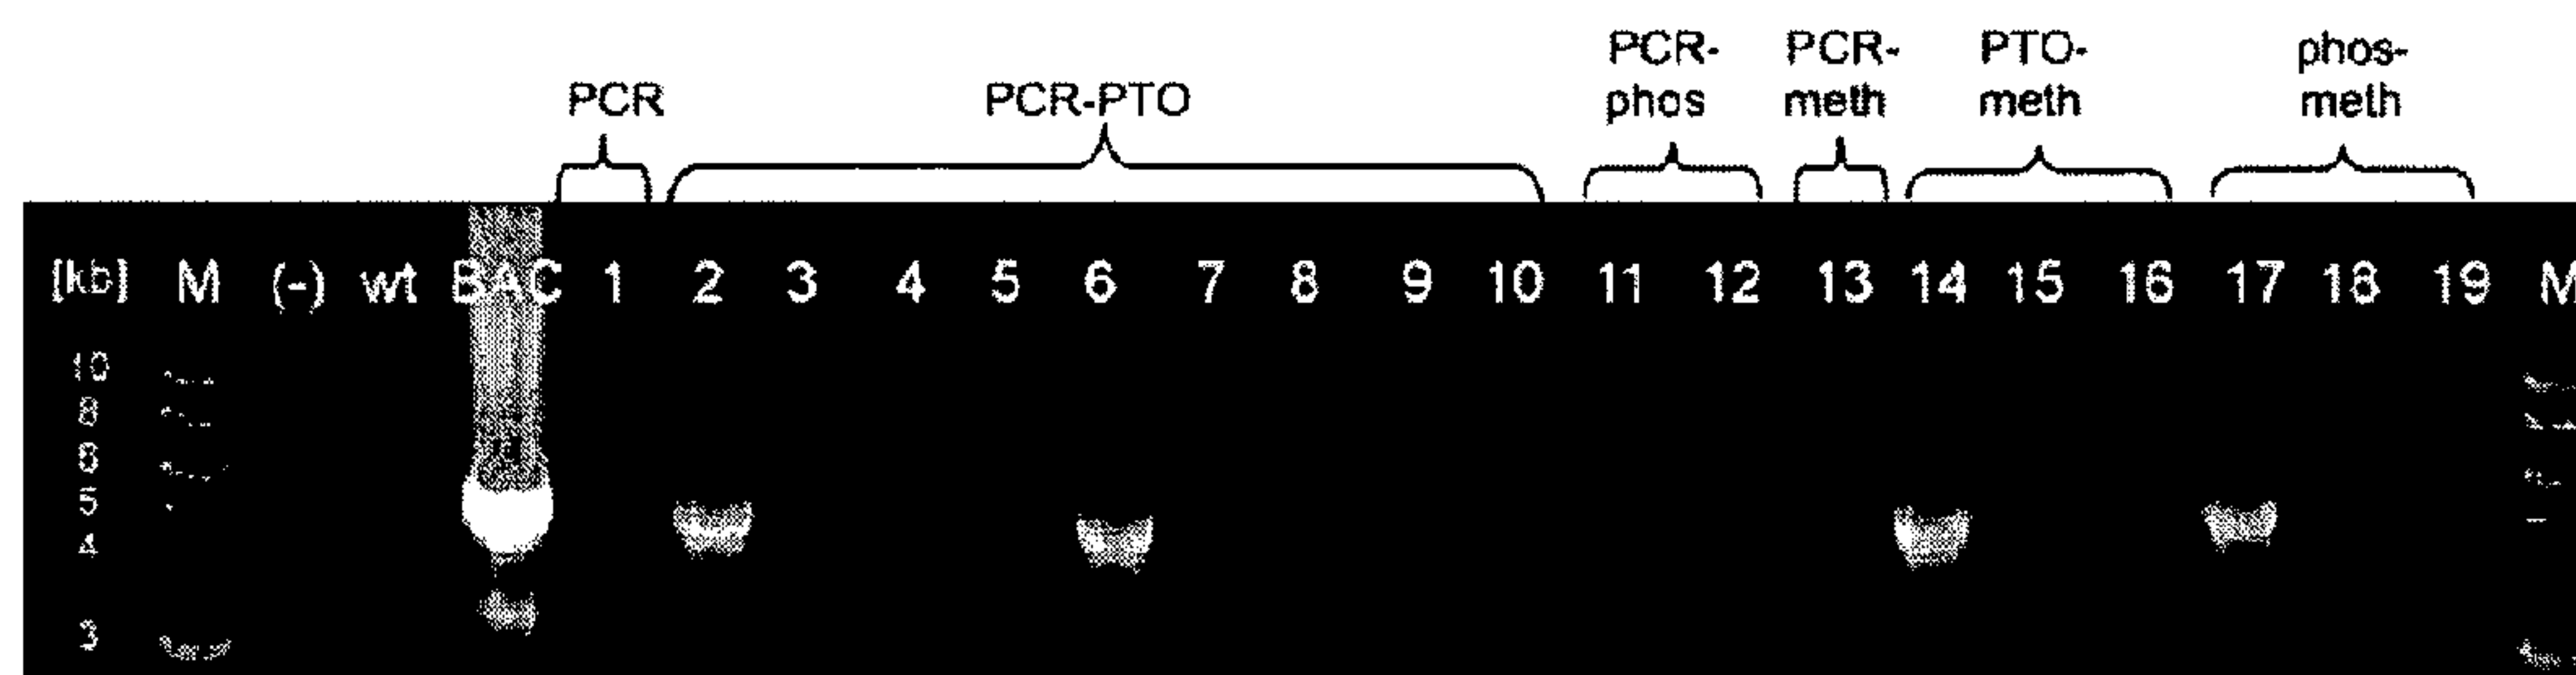 PCR
PCR-PTO
PCR-
phos
PCR-
meth
PTO-
meth
phos-
meth
[kb] M (-) wt BAC 1 2 3 4 5 6 7 8 9 10 11 12 13 14 15 16 17 18 19 M
10
8
6
5
4
3